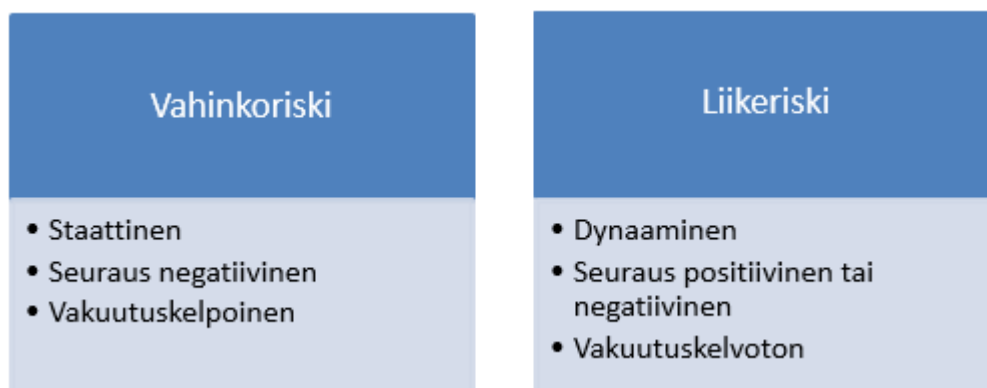 Vahinkoriski
• Staattinen
• Seuraus negatiivinen
• Vakuutuskelpoinen
Liikeriski
• Dynaaminen
• Seuraus positiivinen tai
negatiivinen
• Vakuutuskelvoton